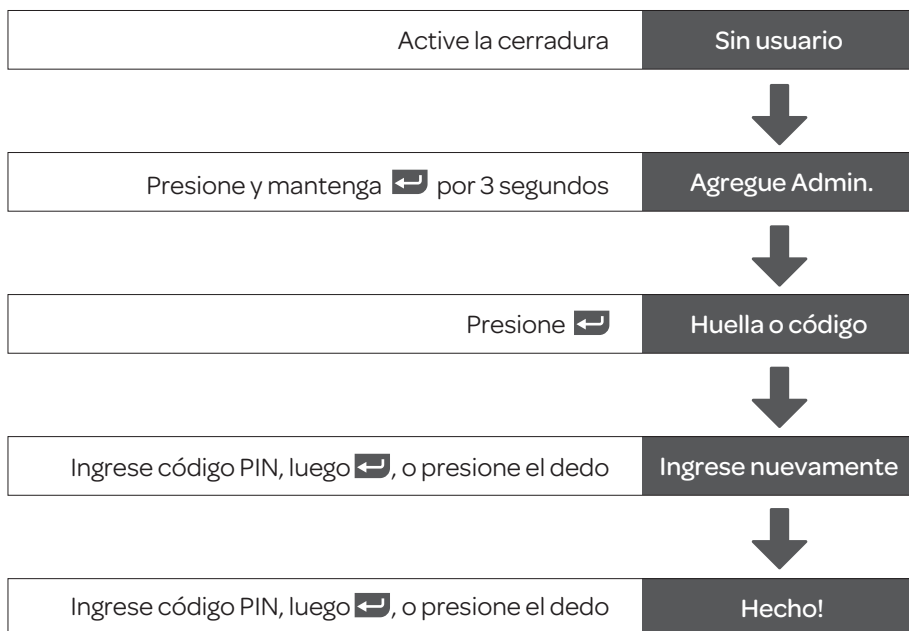 Active la cerradura Sin usuario
Presione y mantenga ↵ por 3 segundos Agregue Admin.
Presione ↵ Huella o código
Ingrese código PIN, luego ↵, o presione el dedo Ingrese nuevamente
Ingrese código PIN, luego ↵, o presione el dedo Hecho!